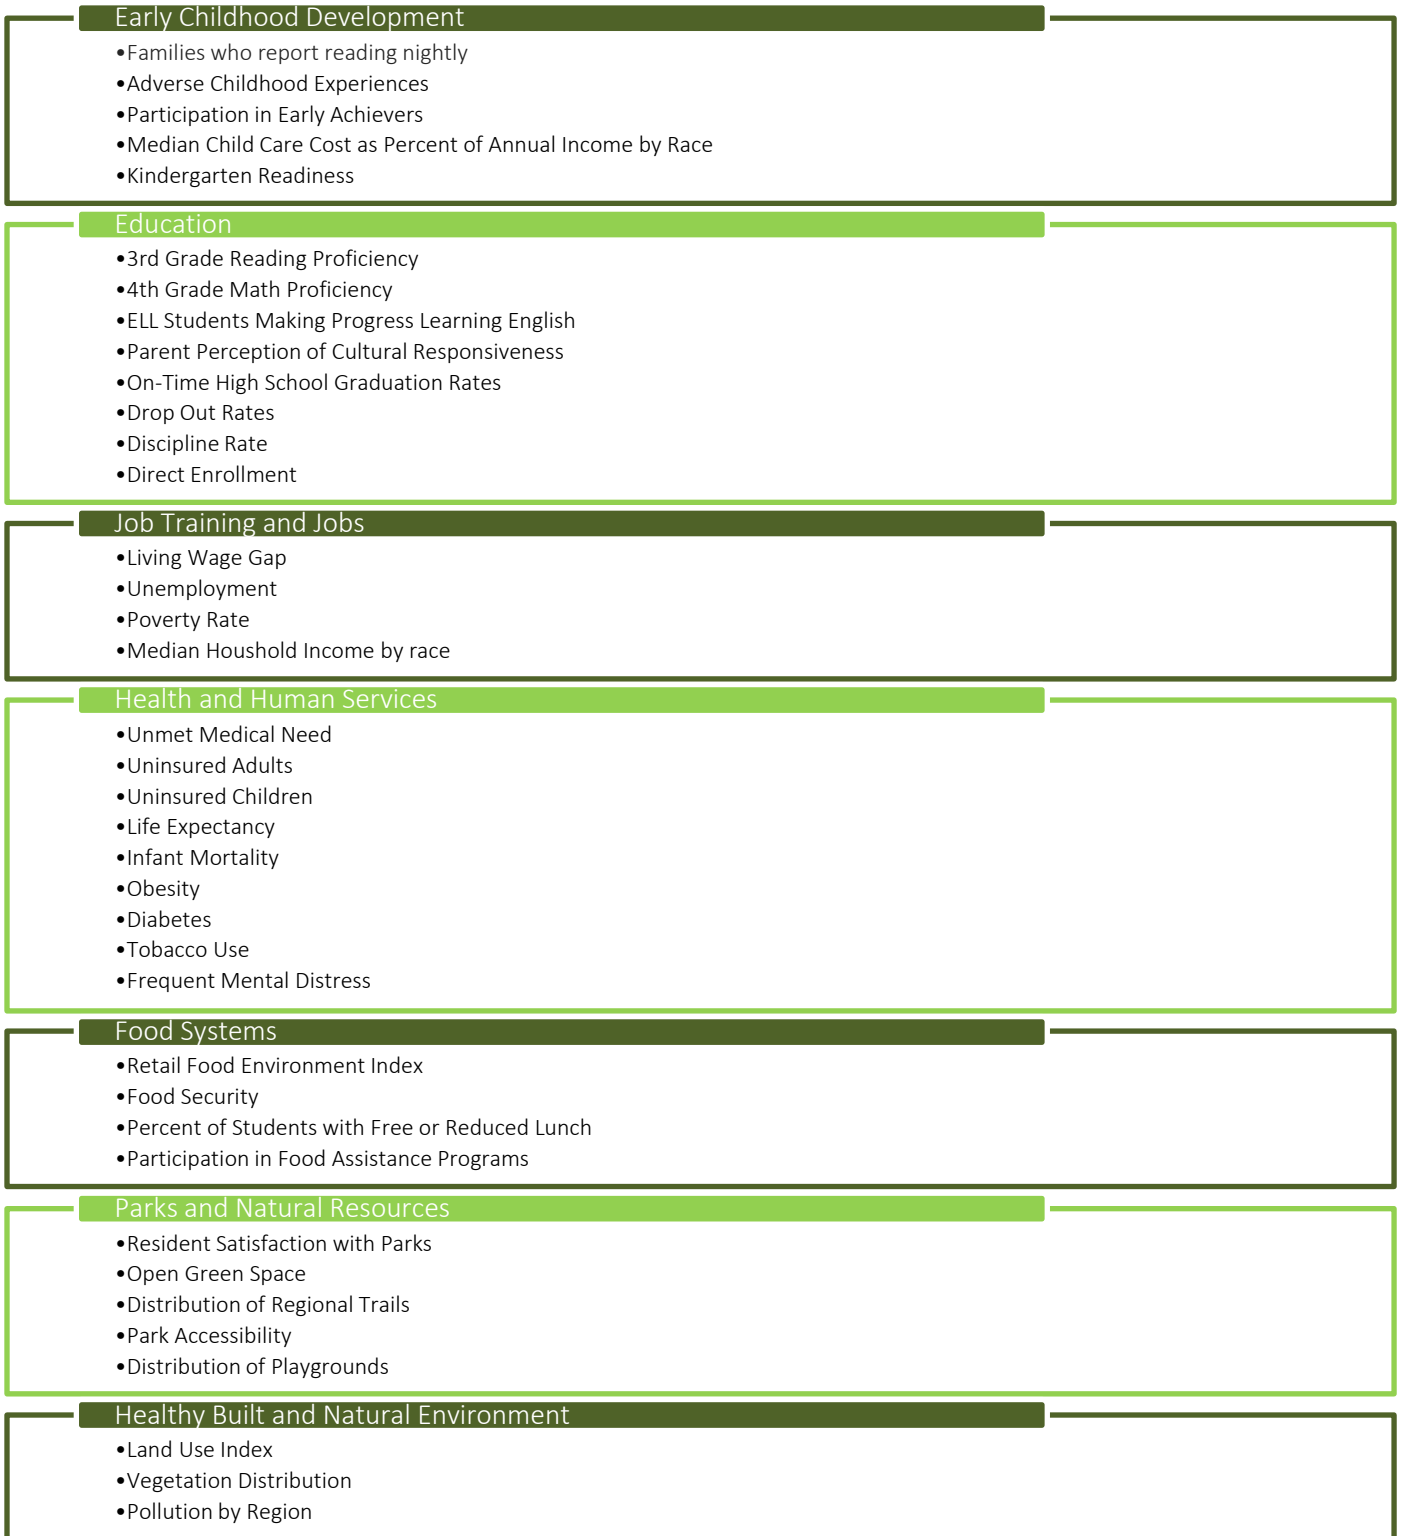 Early Childhood Development
•Families who report reading nightly
•Adverse Childhood Experiences
•Participation in Early Achievers
•Median Child Care Cost as Percent of Annual Income by Race
•Kindergarten Readiness
Education
•3rd Grade Reading Proficiency
•4th Grade Math Proficiency
•ELL Students Making Progress Learning English
•Parent Perception of Cultural Responsiveness
•On-Time High School Graduation Rates
•Drop Out Rates
•Discipline Rate
•Direct Enrollment
Job Training and Jobs
•Living Wage Gap
•Unemployment
•Poverty Rate
•Median Houshold Income by race
Health and Human Services
•Unmet Medical Need
•Uninsured Adults
•Uninsured Children
•Life Expectancy
•Infant Mortality
•Obesity
•Diabetes
•Tobacco Use
•Frequent Mental Distress
Food Systems
•Retail Food Environment Index
•Food Security
•Percent of Students with Free or Reduced Lunch
•Participation in Food Assistance Programs
Parks and Natural Resources
•Resident Satisfaction with Parks
•Open Green Space
•Distribution of Regional Trails
•Park Accessibility
•Distribution of Playgrounds
Healthy Built and Natural Environment
•Land Use Index
•Vegetation Distribution
•Pollution by Region